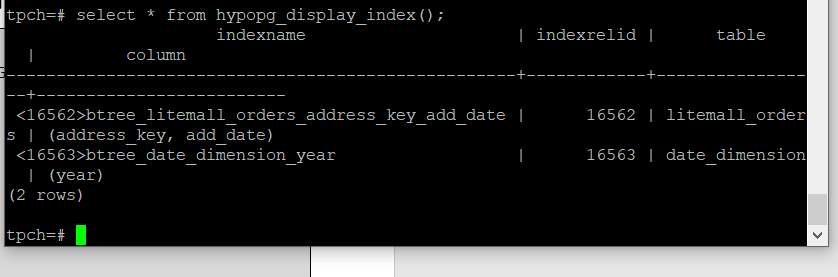 tpch=# select * from hypopg_display_index();
                   indexname                    | indexrelid |      table
  |         column
------------------------------------------------+------------+---------------
--+-------------------------
 <16562>btree_litemall_orders_address_key_add_date |      16562 | litemall_order
s | (address_key, add_date)
 <16563>btree_date_dimension_year                  |      16563 | date_dimension
  | (year)
(2 rows)
tpch=#